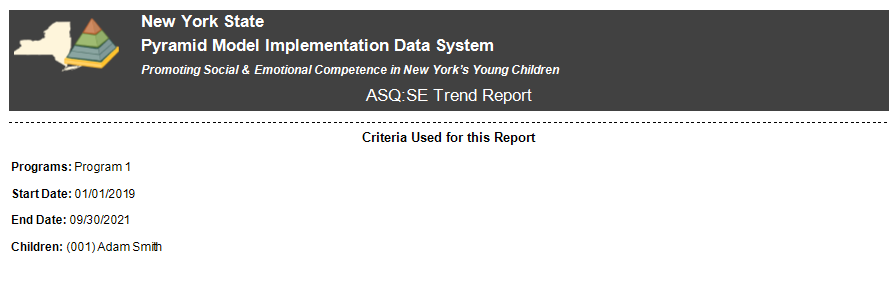 New York State
Pyramid Model Implementation Data System
Promoting Social & Emotional Competence in New York's Young Children
ASQ:SE Trend Report
Criteria Used for this Report
Programs: Program 1
Start Date: 01/01/2019
End Date: 09/30/2021
Children: (001) Adam Smith